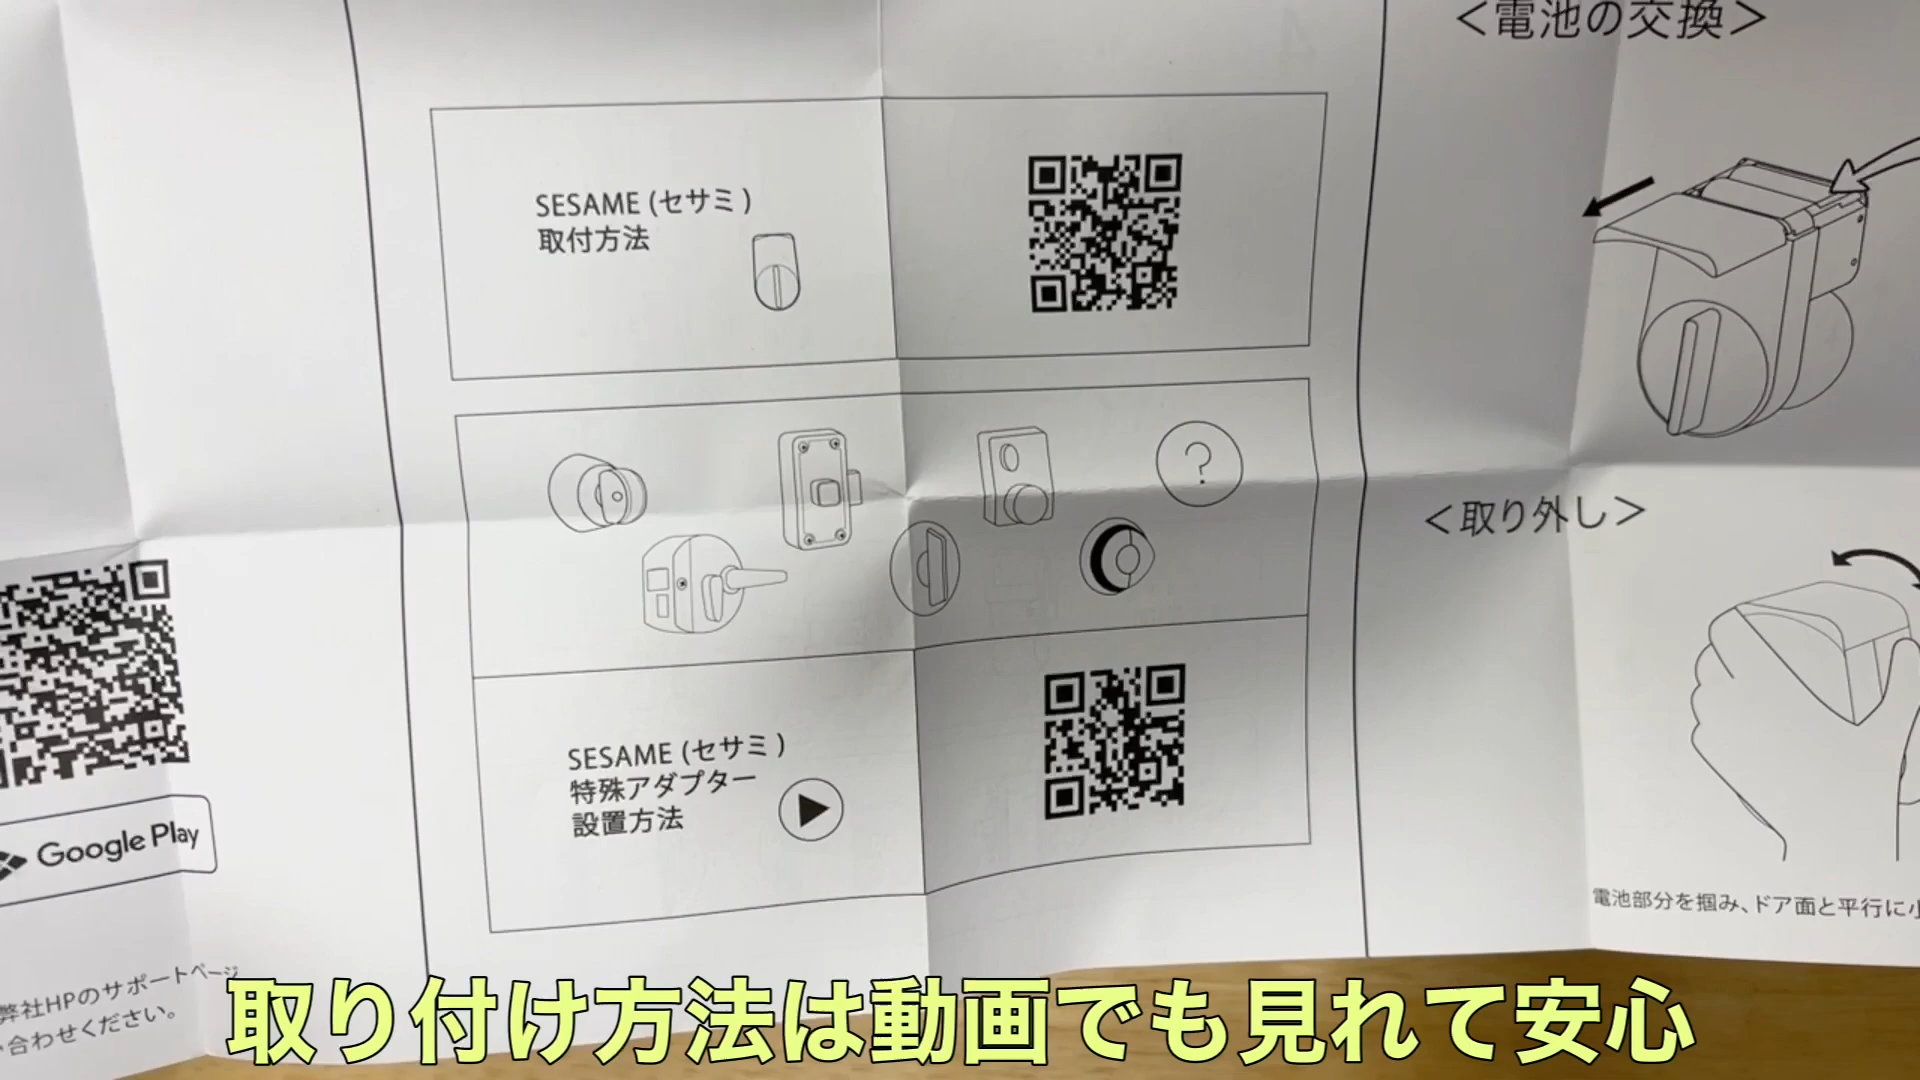 ＜電池の交換＞
SESAME (セサミ)
取付方法
?
＜取り外し＞
SESAME (セサミ)
特殊アダプター
設置方法
Google Play
電池部分を掴み、ドア面と平行に小
弊社HPのサポートページ
合わせください。
取り付け方法は動画でも見れて安心